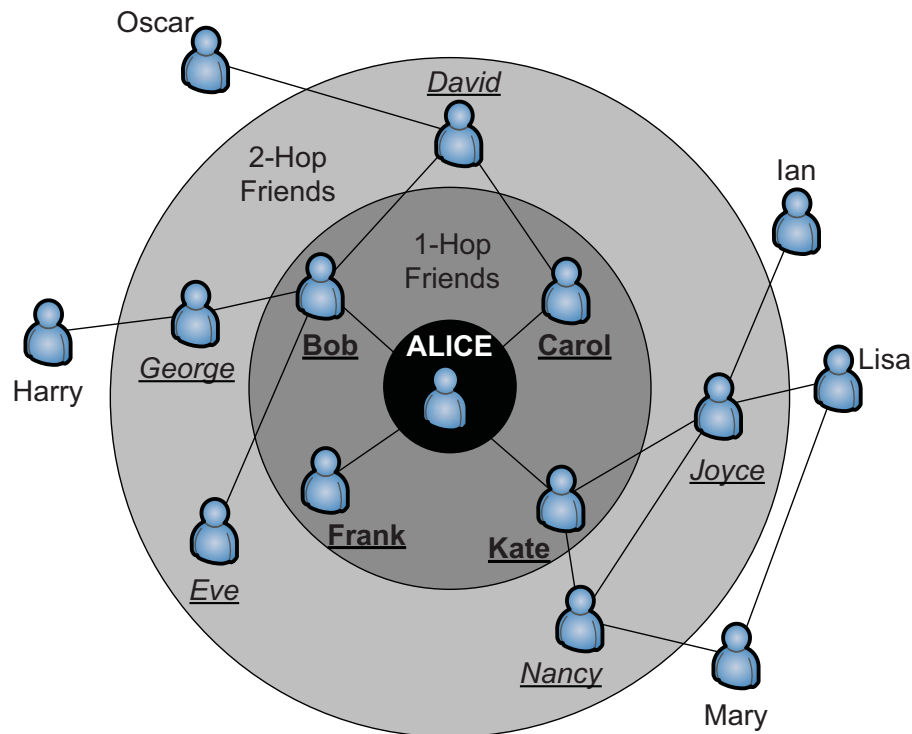 Oscar
David
2-Hop
Friends
Ian
1-Hop
Friends
Bob
ALICE
Carol
George
Harry
Lisa
Joyce
Frank
Kate
Eve
Nancy
Mary